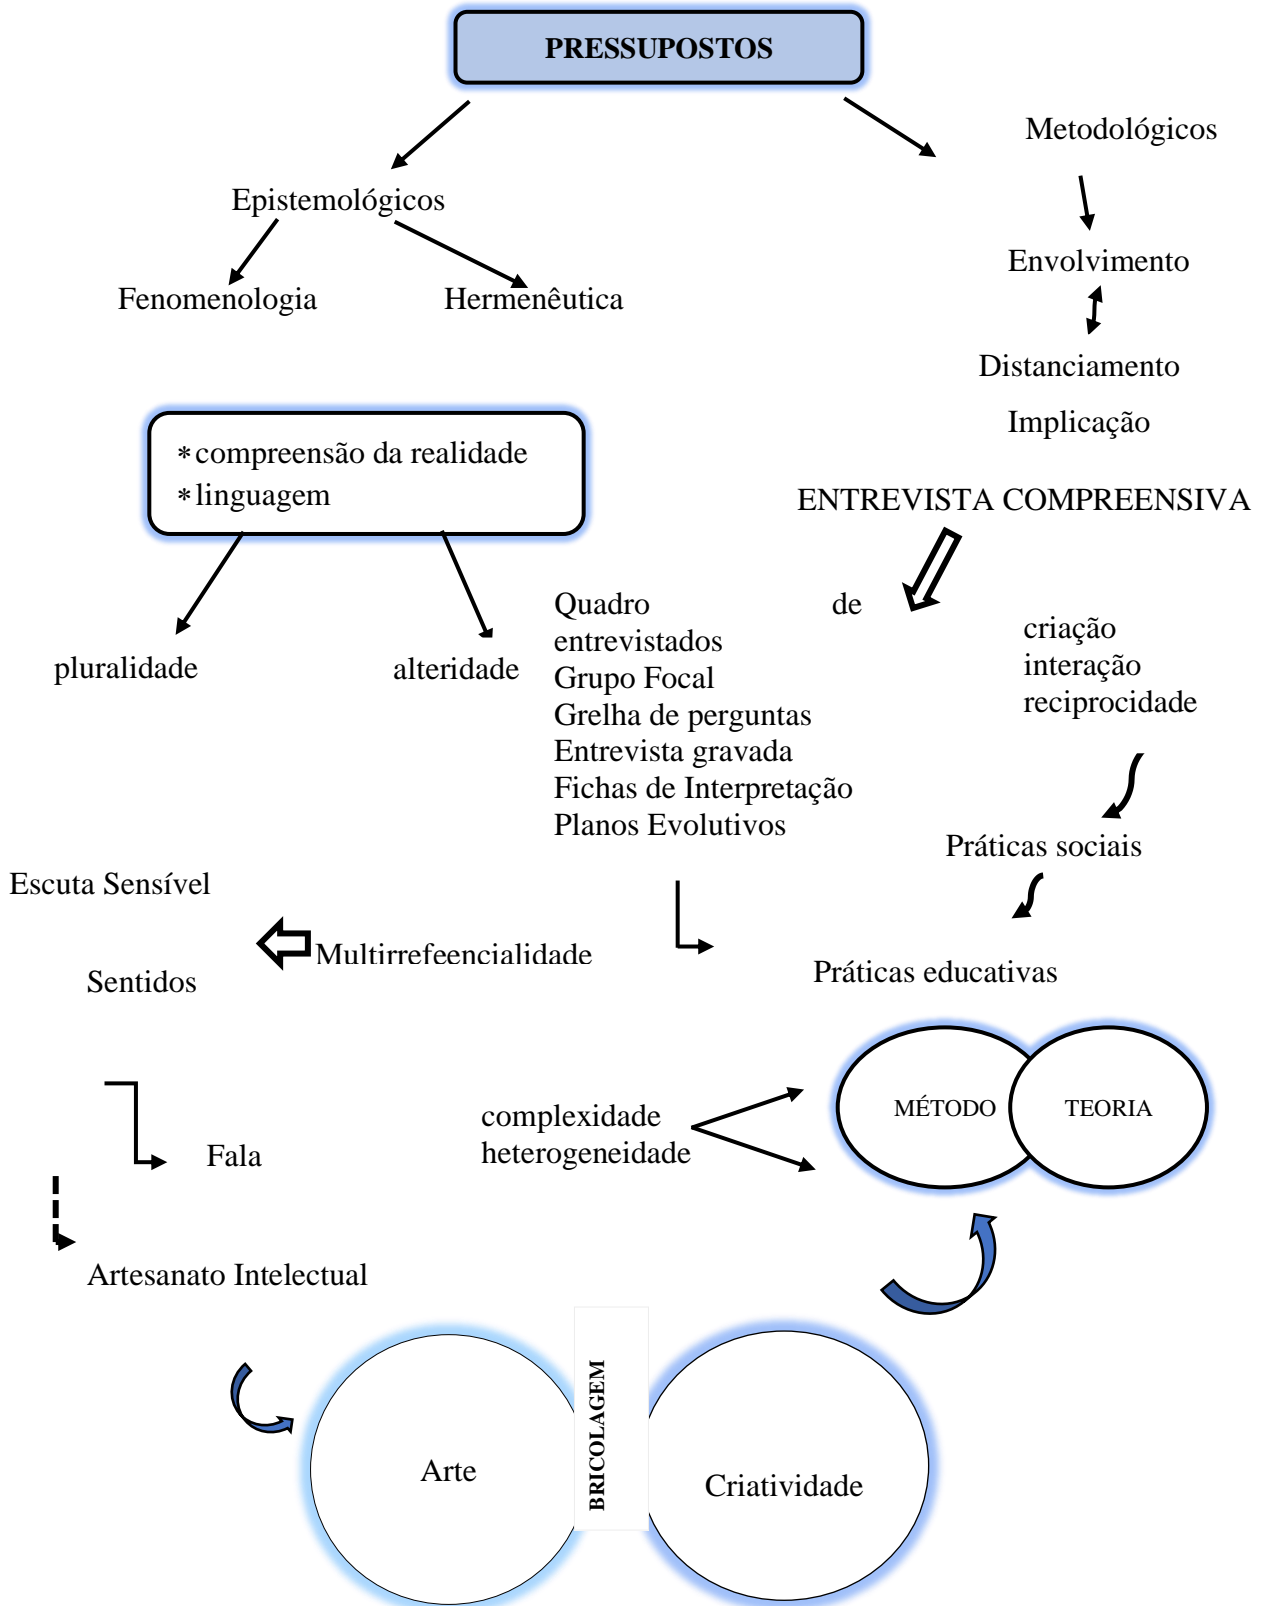 PRESSUPOSTOS
Metodológicos
Epistemológicos
Envolvimento
Fenomenologia
Hermenêutica
Distanciamento
Implicação
*compreensão da realidade
*linguagem
ENTREVISTA COMPREENSIVA
Quadro de
entrevistados
Grupo Focal
Grelha de perguntas
Entrevista gravada
Fichas de Interpretação
Planos Evolutivos
criação
interação
reciprocidade
pluralidade
alteridade
Práticas sociais
Escuta Sensível
Multirrefeencialidade
Sentidos
Práticas educativas
MÉTODO
TEORIA
complexidade
heterogeneidade
Fala
Artesanato Intelectual
BRICOLAGEM
Arte
Criatividade